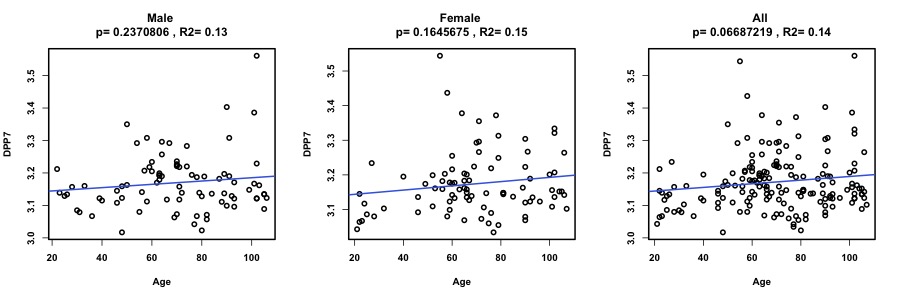 Male
p= 0.2370806 , R2= 0.13
3.5
3.4
3.3
3.2
3.1
3.0
DPP7
20 40 60 80 100
Age
Female
p= 0.1645675 , R2= 0.15
3.5
3.4
3.3
3.2
3.1
DPP7
20 40 60 80 100
Age
All
p= 0.06687219 , R2= 0.14
3.5
3.4
3.3
3.2
3.1
3.0
DPP7
20 40 60 80 100
Age